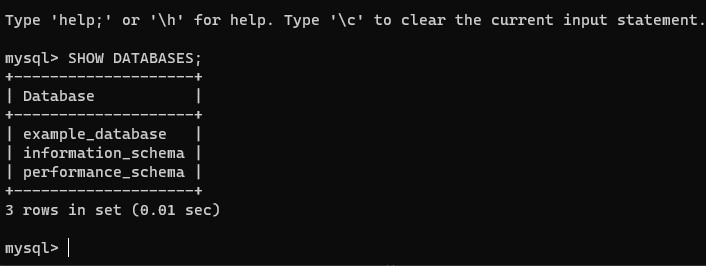 Type 'help;' or '\h' for help. Type '\c' to clear the current input statement.
mysql> SHOW DATABASES;
+--------------------+
| Database           |
+--------------------+
| example_database   |
| information_schema |
| performance_schema |
+--------------------+
3 rows in set (0.01 sec)
mysql>